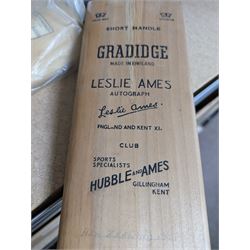 SHORT HANDLE
GRADIDGE
MADE IN ENGLAND
LESLIE AMES
AUTOGRAPH
Leslie Ames.
ENGLAND AND KENT XI.
CLUB
SPORTS
SPECIALISTS
HUBBLE AND AMES
GILLINGHAM
KENT